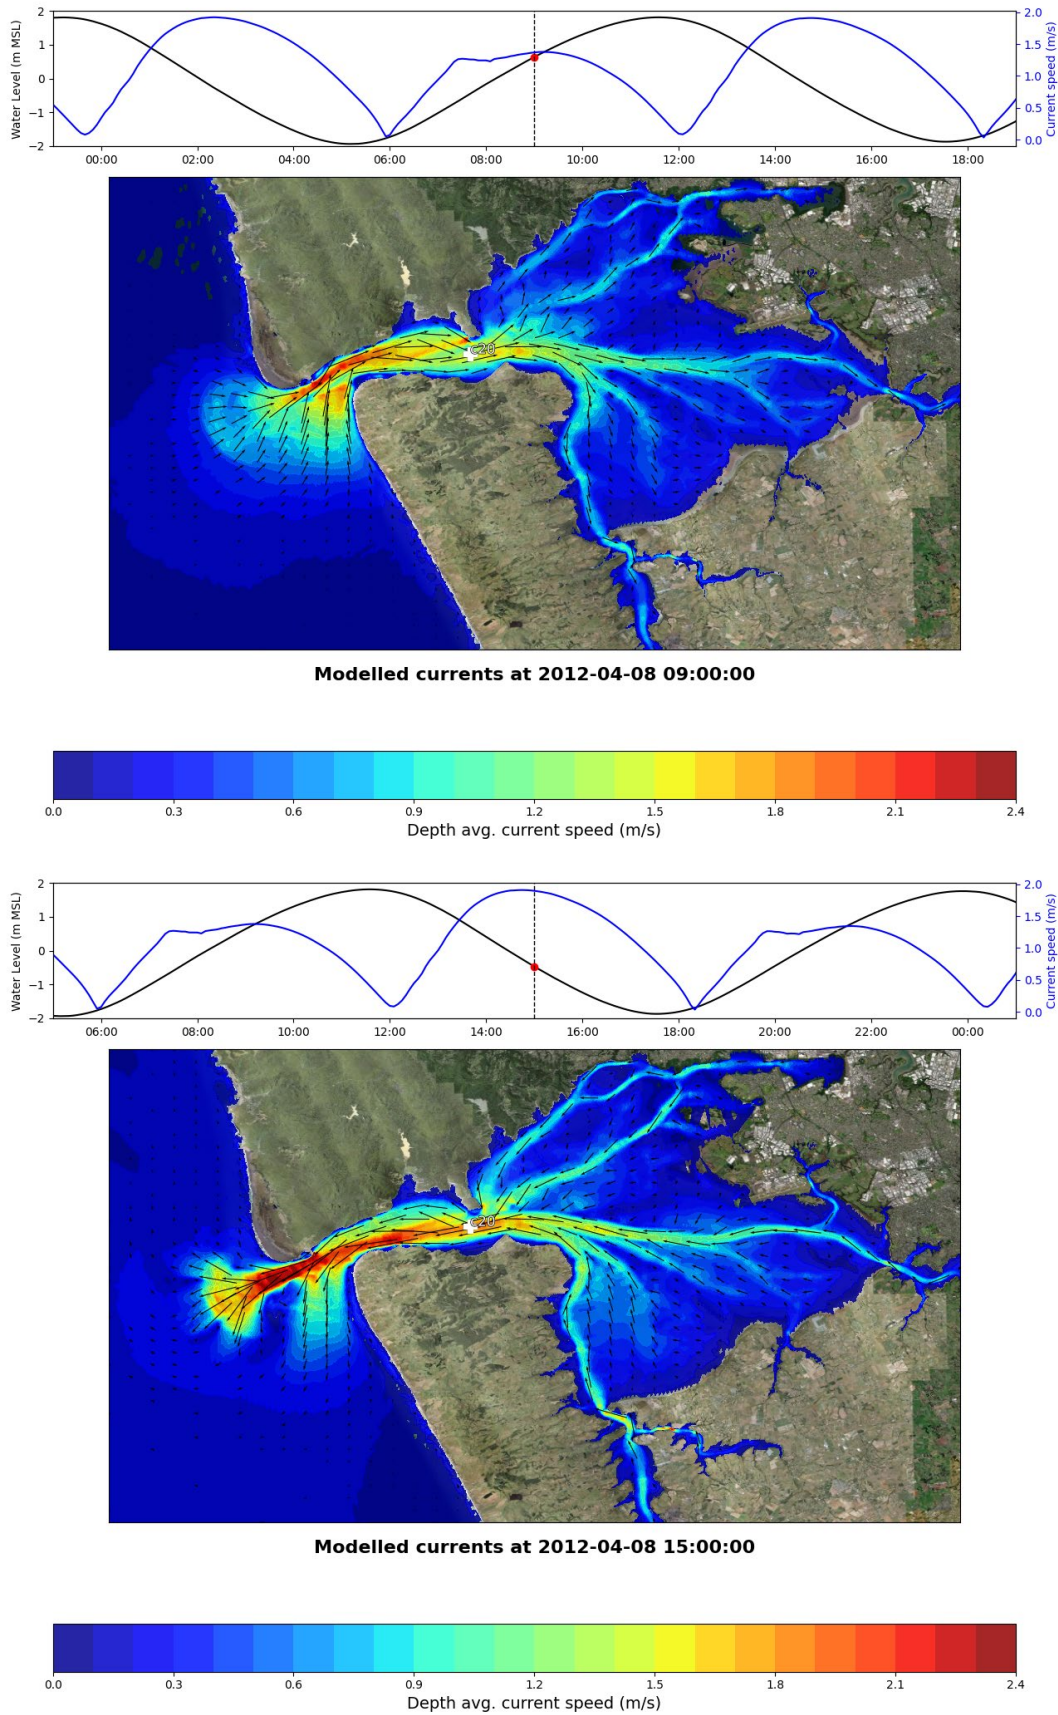 2
1
0
−1
−2
Water Level (m MSL)
2.0
1.5
1.0
0.5
0.0
Current speed (m/s)
00:00 02:00 04:00 06:00 08:00 10:00 12:00 14:00 16:00 18:00
c20
Modelled currents at 2012-04-08 09:00:00
0.0 0.3 0.6 0.9 1.2 1.5 1.8 2.1 2.4
Depth avg. current speed (m/s)
2
1
0
−1
−2
Water Level (m MSL)
2.0
1.5
1.0
0.5
0.0
Current speed (m/s)
06:00 08:00 10:00 12:00 14:00 16:00 18:00 20:00 22:00 00:00
c20
Modelled currents at 2012-04-08 15:00:00
0.0 0.3 0.6 0.9 1.2 1.5 1.8 2.1 2.4
Depth avg. current speed (m/s)